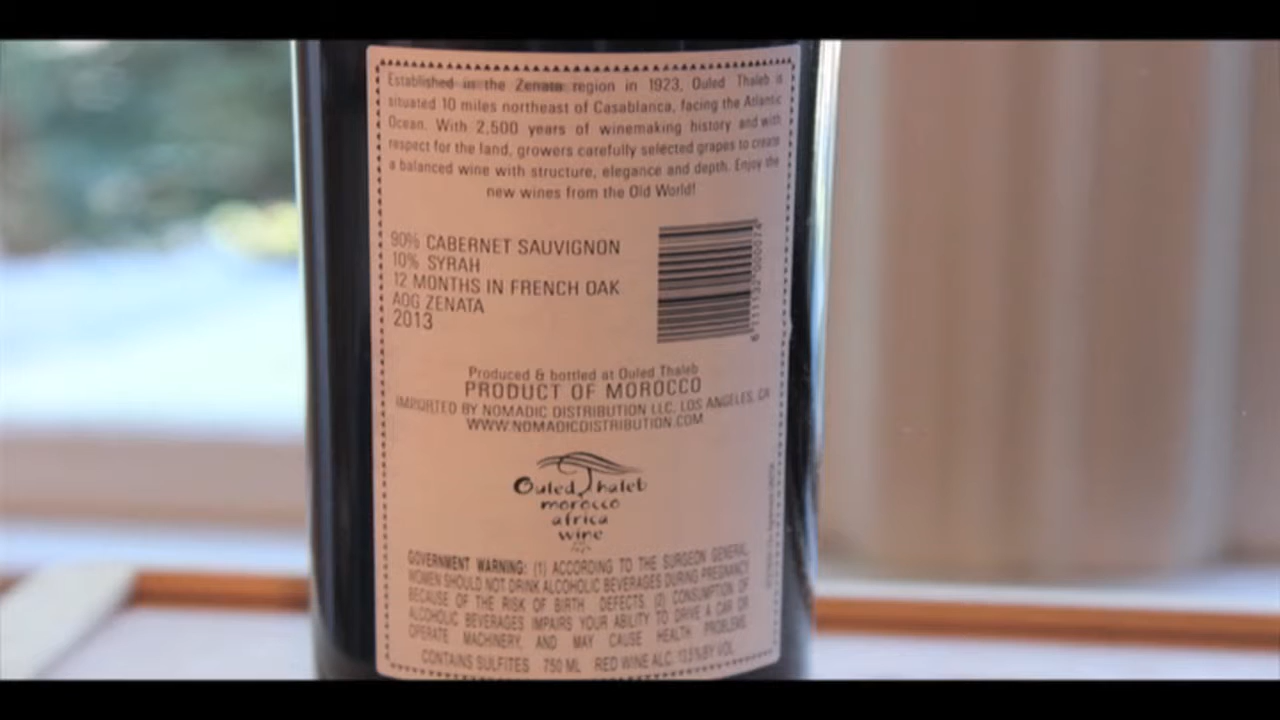 Established in the Zenata region in 1923, Ouled Thaleb is
situated 10 miles northeast of Casablanca, facing the Atlantic
Ocean. With 2,500 years of winemaking history and with
respect for the land, growers carefully selected grapes to create
a balanced wine with structure, elegance and depth. Enjoy the
new wines from the Old World!
90% CABERNET SAUVIGNON
10% SYRAH
12 MONTHS IN FRENCH OAK
AOG ZENATA
2013
Produced & bottled at Ouled Thaleb
PRODUCT OF MOROCCO
IMPORTED BY NOMADIC DISTRIBUTION LLC, LOS ANGELES, CA
WWW.NOMADICDISTRIBUTION.COM
Ouled Thaleb
morocco
africa
wine
GOVERNMENT WARNING: (1) ACCORDING TO THE SURGEON GENERAL,
WOMEN SHOULD NOT DRINK ALCOHOLIC BEVERAGES DURING PREGNANCY
BECAUSE OF THE RISK OF BIRTH DEFECTS. (2) CONSUMPTION OF
ALCOHOLIC BEVERAGES IMPAIRS YOUR ABILITY TO DRIVE A CAR OR
OPERATE MACHINERY, AND MAY CAUSE HEALTH PROBLEMS.
CONTAINS SULFITES 750 ML RED WINE ALC. 13.5%BY VOL